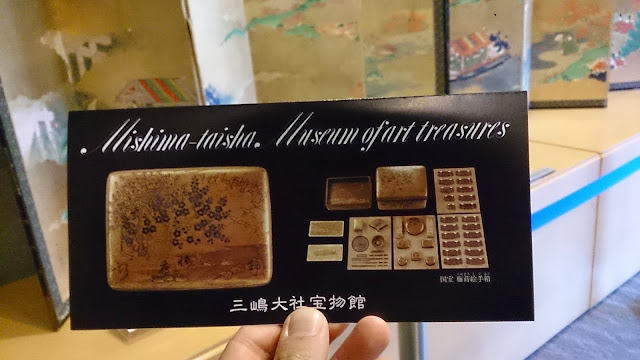 Mishima-taisha. Museum of art treasures
国宝 梅蒔絵手箱
三嶋大社宝物館